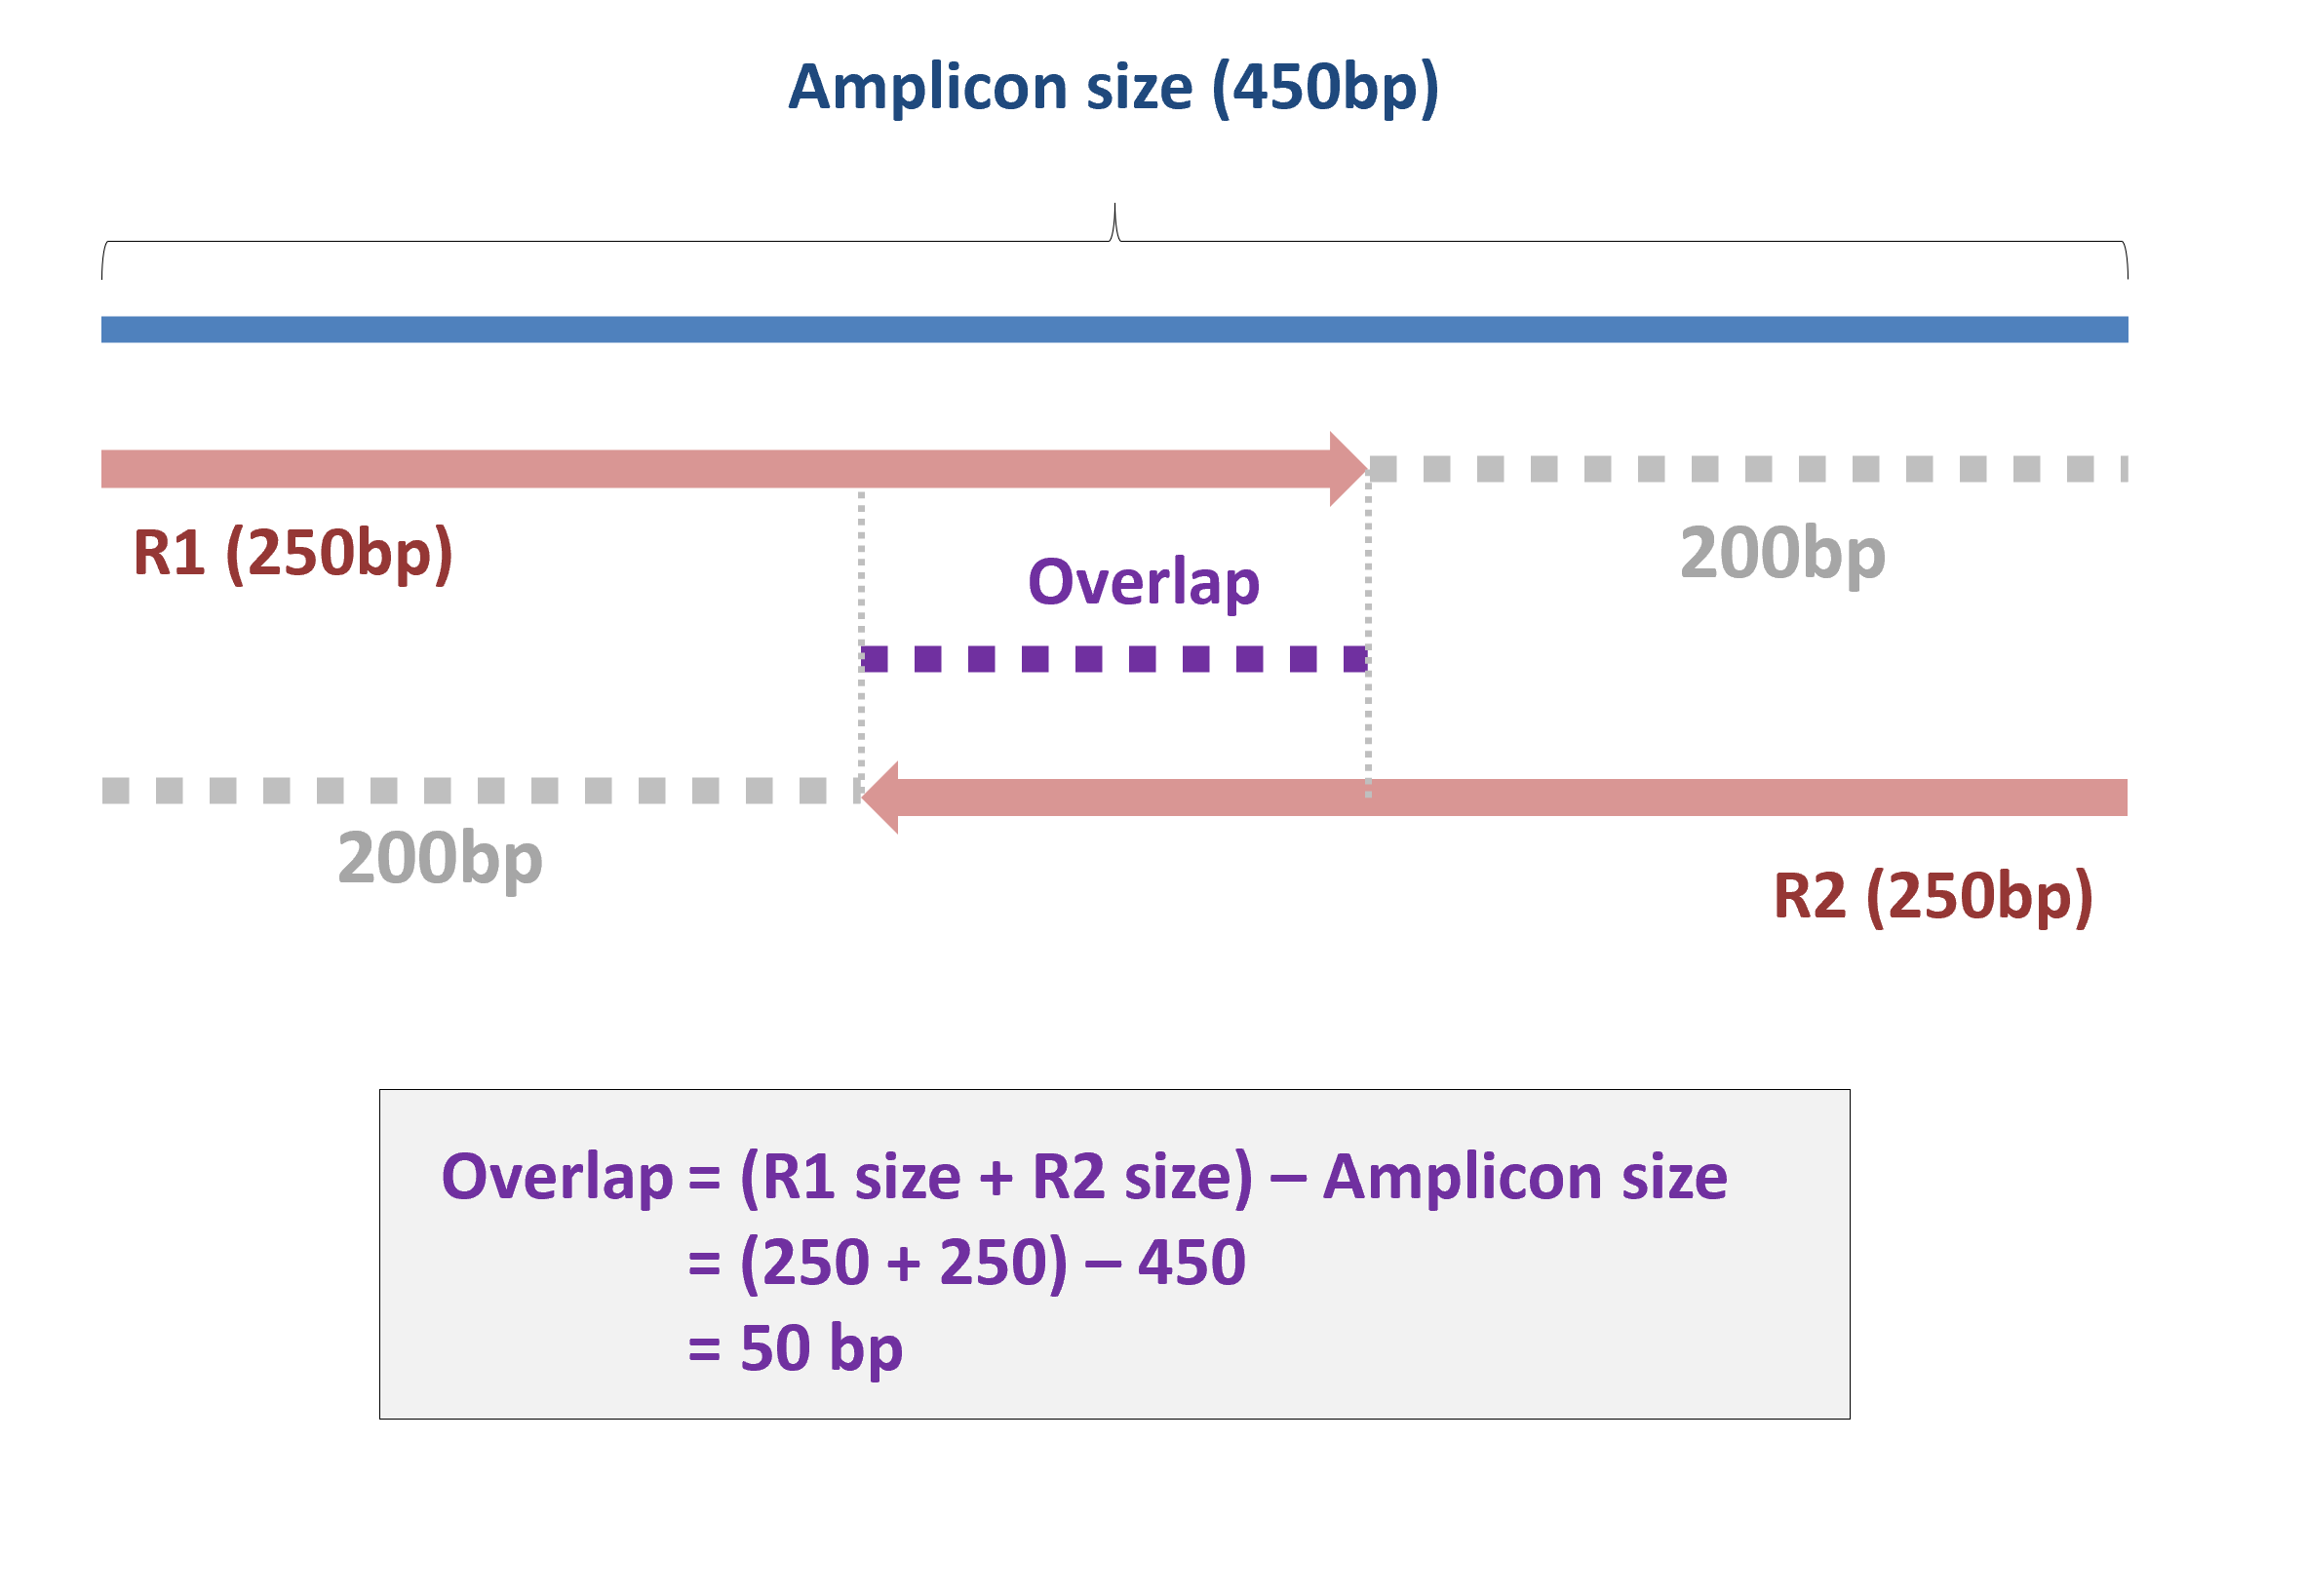 Amplicon size (450bp)
R1 (250bp)
200bp
Overlap
200bp
R2 (250bp)
Overlap = (R1 size + R2 size) – Amplicon size
= (250 + 250) – 450
= 50 bp